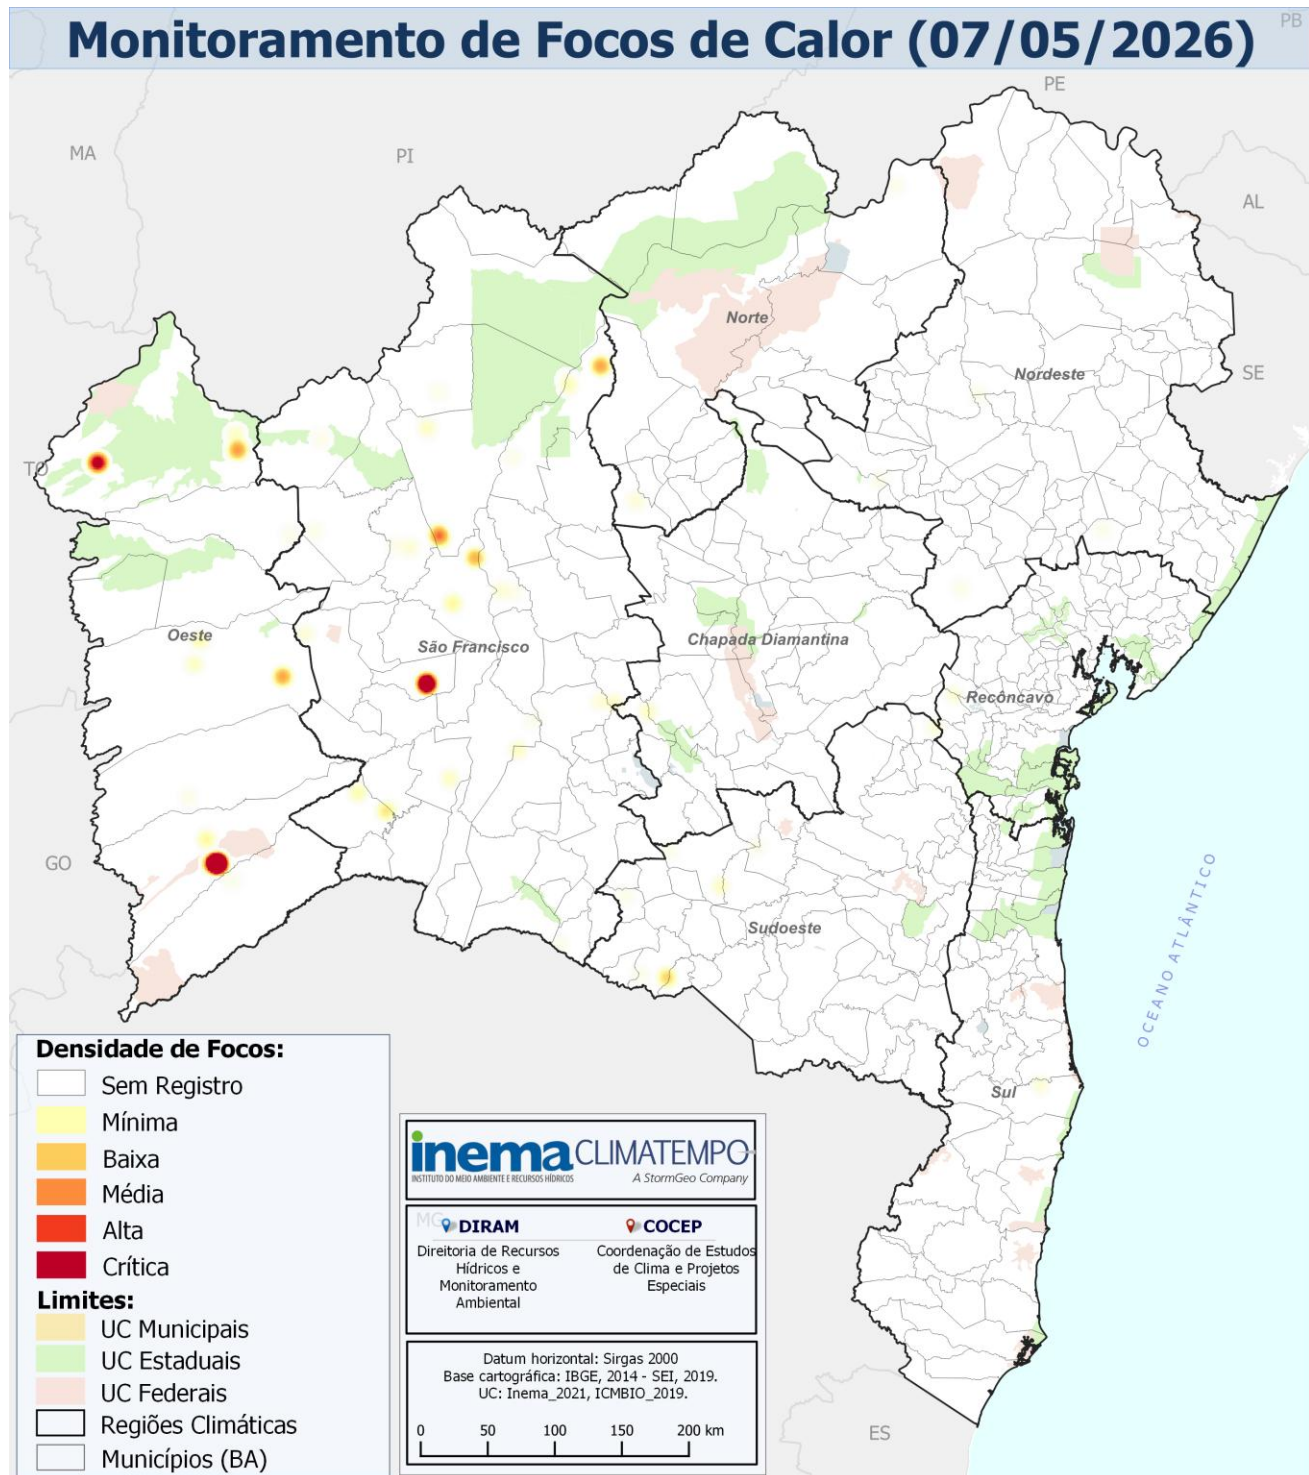 Monitoramento de Focos de Calor (07/05/2026)
PB
PE
MA
PI
AL
Norte
Nordeste
SE
TO
Oeste
São Francisco
Chapada Diamantina
Recôncavo
GO
Sudoeste
OCEANO ATLÂNTICO
Sul
Densidade de Focos:
Sem Registro
Mínima
Baixa
Média
Alta
Crítica
Limites:
UC Municipais
UC Estaduais
UC Federais
Regiões Climáticas
Municípios (BA)
inema CLIMATEMPO
INSTITUTO DO MEIO AMBIENTE E RECURSOS HÍDRICOS
A StormGeo Company
MG
DIRAM
Direitoria de Recursos
Hídricos e
Monitoramento
Ambiental
COCEP
Coordenação de Estudos
de Clima e Projetos
Especiais
Datum horizontal: Sirgas 2000
Base cartográfica: IBGE, 2014 - SEI, 2019.
UC: Inema_2021, ICMBIO_2019.
0 50 100 150 200 km
ES